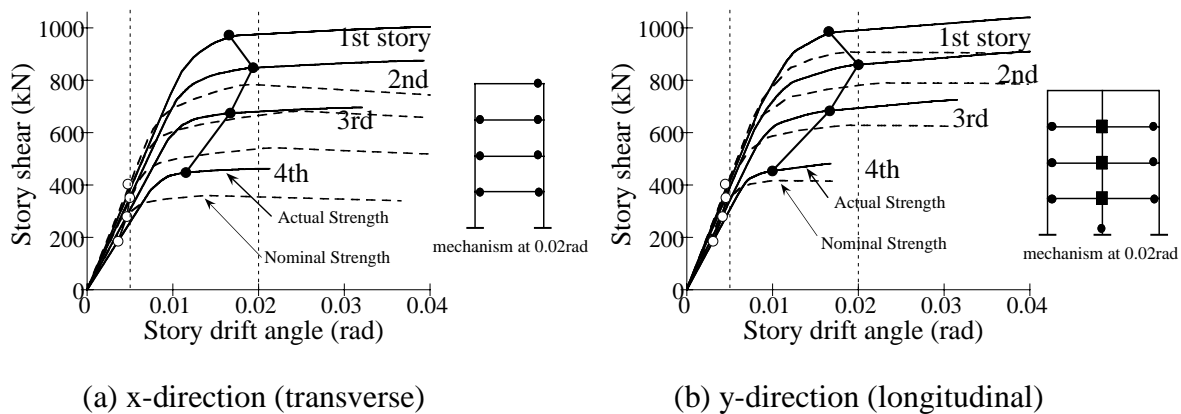 Story shear (kN)
1000
800
600
400
200
0
0
0.01
0.02
0.03
0.04
Story drift angle (rad)
1st story
2nd
3rd
4th
Actual Strength
Nominal Strength
mechanism at 0.02rad
(a) x-direction (transverse)
Story shear (kN)
1000
800
600
400
200
0
0
0.01
0.02
0.03
0.04
Story drift angle (rad)
1st story
2nd
3rd
4th
Actual Strength
Nominal Strength
mechanism at 0.02rad
(b) y-direction (longitudinal)